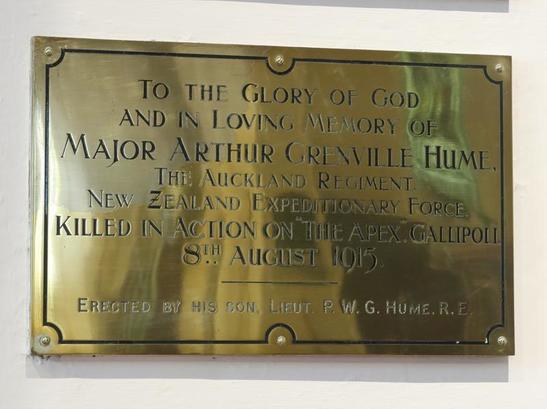 To the Glory of God
and in Loving Memory of
Major Arthur Grenville Hume,
The Auckland Regiment.
New Zealand Expeditionary Force.
Killed in Action on "The Apex", Gallipoli
8th August 1915.
Erected by his son, Lieut. P. W. G. Hume. R. E.